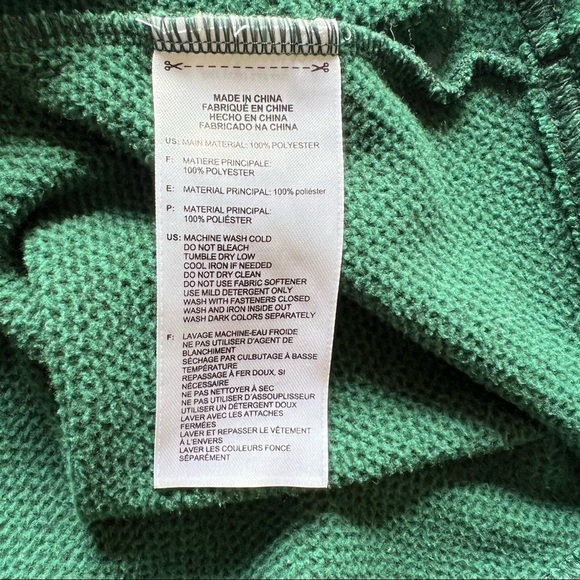 MADE IN CHINA
FABRIQUÉ EN CHINE
HECHO EN CHINA
FABRICADO NA CHINA
US: MAIN MATERIAL: 100% POLYESTER
F: MATIERE PRINCIPALE:
100% POLYESTER
E: MATERIAL PRINCIPAL: 100% poliéster
P: MATERIAL PRINCIPAL:
100% POLIÉSTER
US: MACHINE WASH COLD
DO NOT BLEACH
TUMBLE DRY LOW
COOL IRON IF NEEDED
DO NOT DRY CLEAN
DO NOT USE FABRIC SOFTENER
USE MILD DETERGENT ONLY
WASH WITH FASTENERS CLOSED
WASH AND IRON INSIDE OUT
WASH DARK COLORS SEPARATELY
F: LAVAGE MACHINE-EAU FROIDE
NE PAS UTILISER D'AGENT DE
BLANCHIMENT
SÉCHAGE PAR CULBUTAGE À BASSE
TEMPÉRATURE
REPASSAGE À FER DOUX, SI
NÉCESSAIRE
NE PAS NETTOYER À SEC
NE PAS UTILISER D'ASSOUPLISSEUR
UTILISER UN DÉTERGENT DOUX
LAVER AVEC LES ATTACHES
FERMÉES
LAVER ET REPASSER LE VÊTEMENT
À L'ENVERS
LAVER LES COULEURS FONCÉ
SÉPARÉMENT